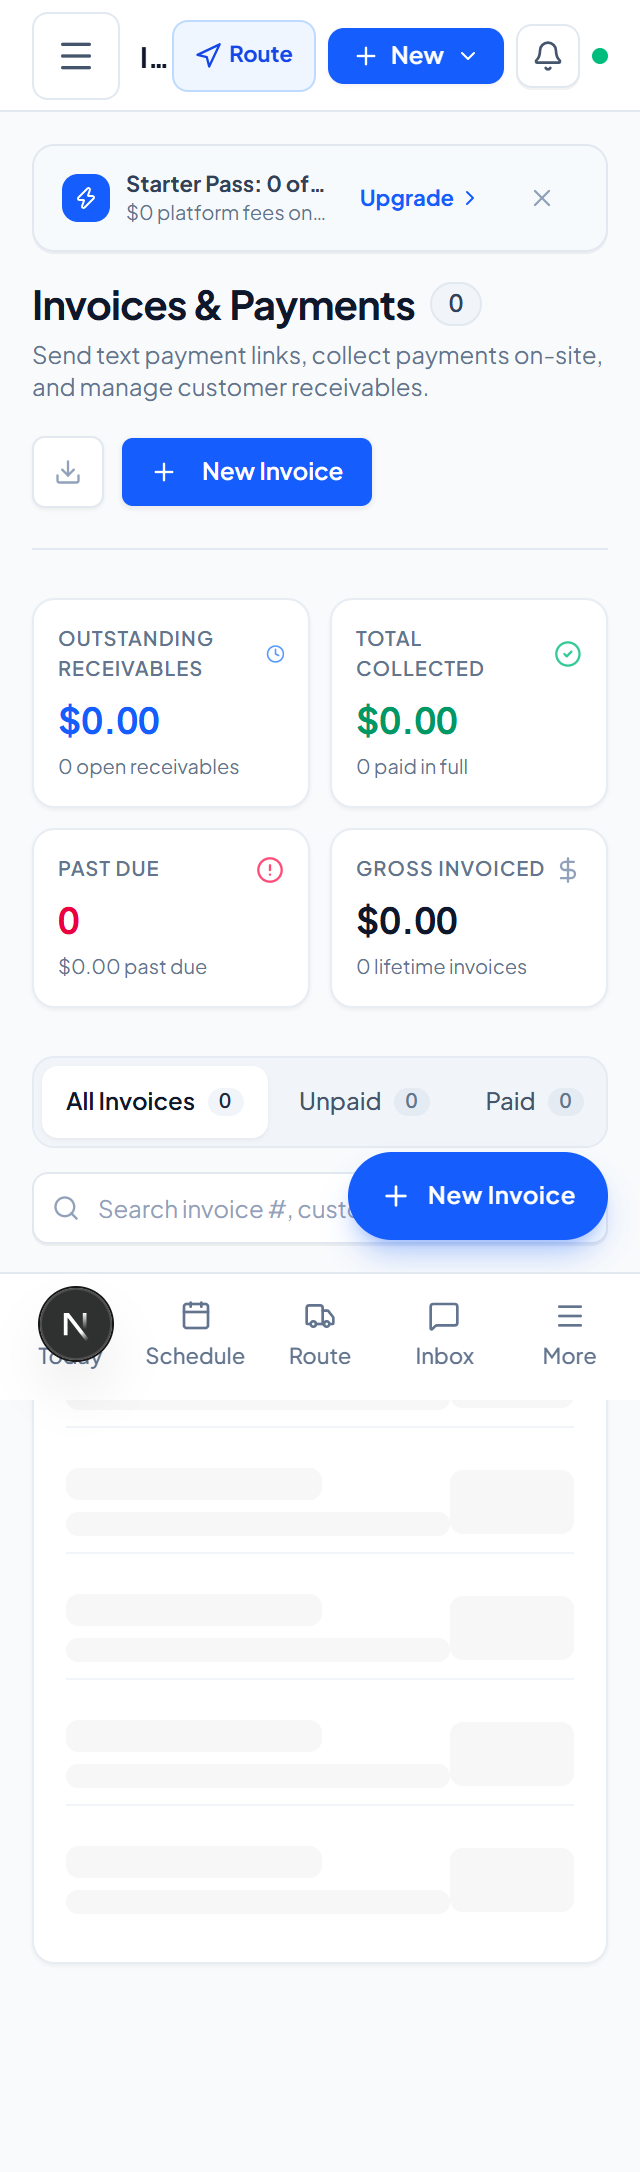 I...
Route
New
Starter Pass: 0 of...
$0 platform fees on...
Upgrade
Invoices & Payments 0
Send text payment links, collect payments on-site,
and manage customer receivables.
New Invoice
OUTSTANDING
RECEIVABLES
$0.00
0 open receivables
TOTAL
COLLECTED
$0.00
0 paid in full
PAST DUE
0
$0.00 past due
GROSS INVOICED
$0.00
0 lifetime invoices
All Invoices 0
Unpaid 0
Paid 0
Search invoice #,
New Invoice
N
Today
Schedule
Route
Inbox
More